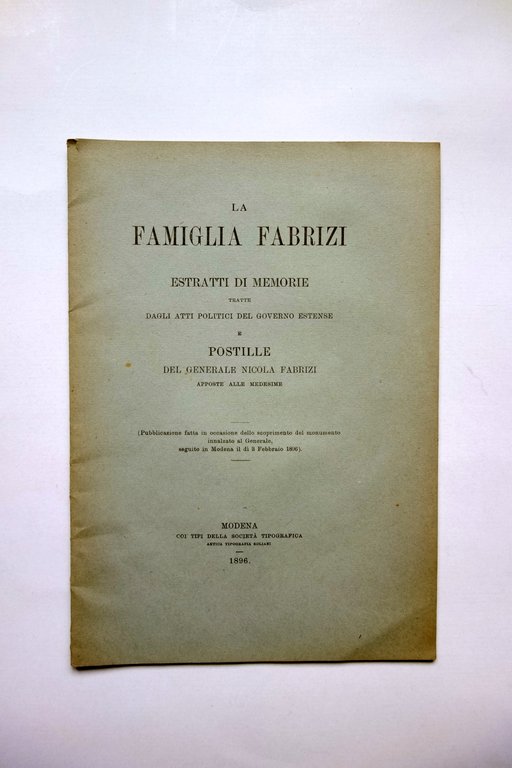 LA
FAMIGLIA FABRIZI
ESTRATTI DI MEMORIE
TRATTE
DAGLI ATTI POLITICI DEL GOVERNO ESTENSE
E
POSTILLE
DEL GENERALE NICOLA FABRIZI
APPOSTE ALLE MEDESIME
(Pubblicazione fatta in occasione dello scoprimento del monumento
innalzato al Generale,
seguito in Modena il dì 2 Febbraio 1896).
MODENA
COI TIPI DELLA SOCIETÀ TIPOGRAFICA
ANTICA TIPOGRAFIA SOLIANI
1896.